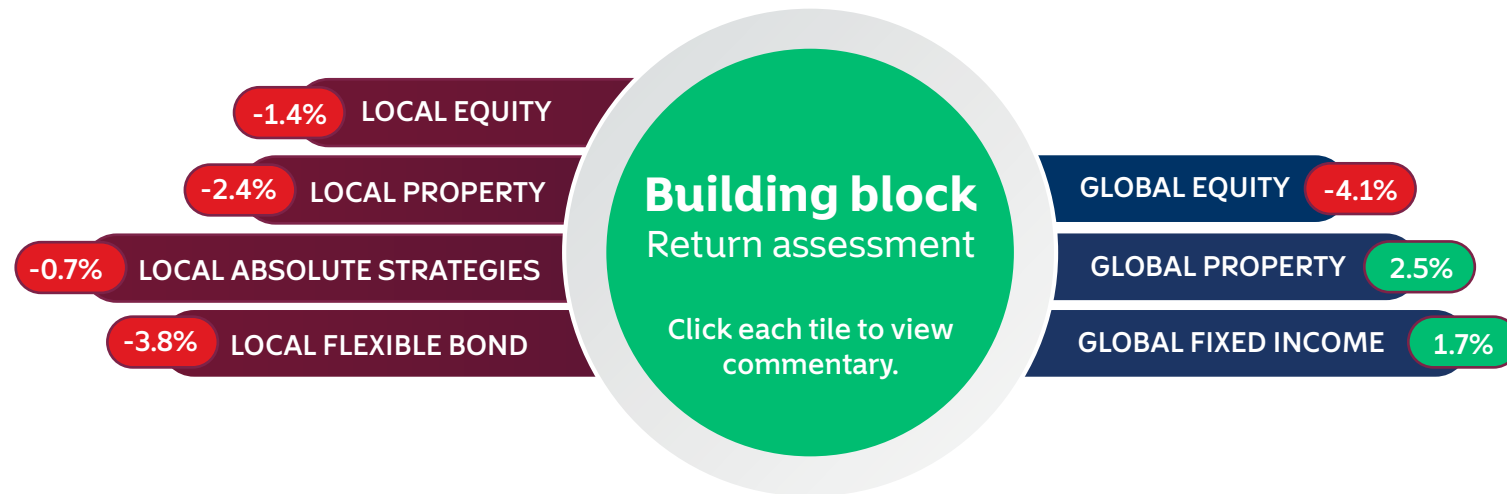 -1.4% LOCAL EQUITY
-2.4% LOCAL PROPERTY
-0.7% LOCAL ABSOLUTE STRATEGIES
-3.8% LOCAL FLEXIBLE BOND
Building block
Return assessment
Click each tile to view
commentary.
GLOBAL EQUITY -4.1%
GLOBAL PROPERTY 2.5%
GLOBAL FIXED INCOME 1.7%